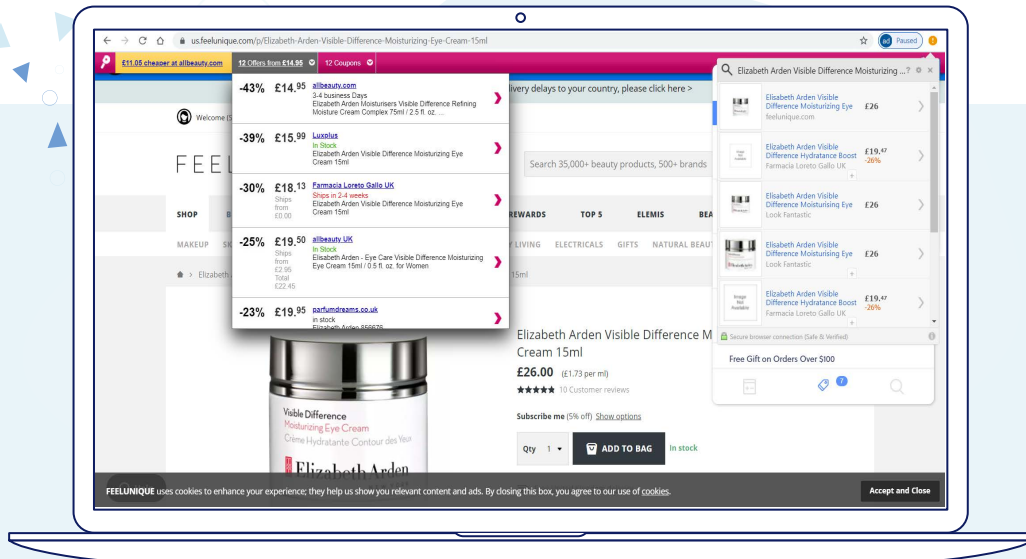 us.feelunique.com/p/Elizabeth-Arden-Visible-Difference-Moisturizing-Eye-Cream-15ml
ad Paused
£11.05 cheaper at allbeauty.com
12 Offers from £14.95
12 Coupons
-43% £14.95 allbeauty.com
3-4 business Days
Elizabeth Arden Moisturisers Visible Difference Refining
Moisture Cream Complex 75ml / 2.5 fl. oz. ...
-39% £15.99 Luxplus
In Stock
Elizabeth Arden Visible Difference Moisturizing Eye
Cream 15ml
-30% £18.13 Farmacia Loreto Gallo UK
Ships from £0.00
Ships in 2-4 weeks
Elizabeth Arden Visible Difference Moisturizing Eye
Cream 15ml
-25% £19.50 allbeauty UK
Ships from £2.95 Total £22.45
In Stock
Elisabeth Arden - Eye Care Visible Difference Moisturizing
Eye Cream 15ml / 0.5 fl. oz. for Women
-23% £19.95 parfumdreams.co.uk
in stock
Elizabeth Arden 856676
livery delays to your country, please click here >
Welcome (S
FEEL
Search 35,000+ beauty products, 500+ brands
SHOP B REWARDS TOP 5 ELEMIS BEA
MAKEUP SK Y LIVING ELECTRICALS GIFTS NATURAL BEAUT
> Elizabeth 15ml
Elizabeth Arden Visible Difference Moisturizing ...?
Elisabeth Arden Visible
Difference Moisturizing Eye £26
feelunique.com
Image Not Available
Elizabeth Arden Visible
Difference Hydratance Boost £19.47
-26%
Farmacia Loreto Gallo UK
Elizabeth Arden Visible
Difference Moisturising Eye £26
Look Fantastic
Elisabeth Arden Visible
Difference Moisturising Eye £26
Look Fantastic
Image Not Available
Elizabeth Arden Visible
Difference Hydratance Boost £19.47
-26%
Farmacia Loreto Gallo UK
Secure browser connection (Safe & Verified)
Free Gift on Orders Over $100
7
Elizabeth Arden Visible Difference M
Cream 15ml
£26.00 (£1.73 per ml)
10 Customer reviews
Subscribe me (5% off) Show options
Qty 1 ADD TO BAG In stock
Visible Difference
Moisturizing Eye Cream
Crème Hydratante Contour des Yeux
Elizabeth Arden
FEELUNIQUE uses cookies to enhance your experience; they help us show you relevant content and ads. By closing this box, you agree to our use of cookies.
Accept and Close